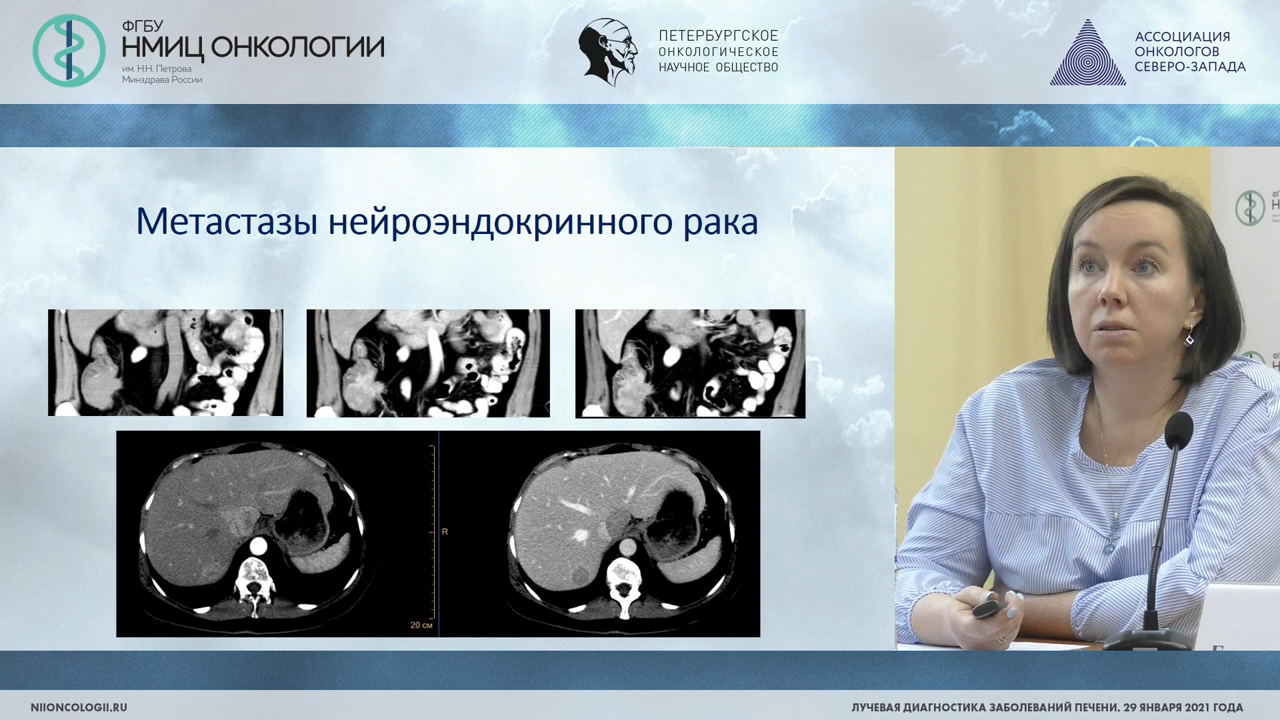 ФГБУ
НМИЦ ОНКОЛОГИИ
им. Н.Н. Петрова
Минздрава России
ПЕТЕРБУРГСКОЕ
ОНКОЛОГИЧЕСКОЕ
НАУЧНОЕ ОБЩЕСТВО
АССОЦИАЦИЯ
ОНКОЛОГОВ
СЕВЕРО-ЗАПАДА
Метастазы нейроэндокринного рака
R
20 см
NIIONCOLOGII.RU
ЛУЧЕВАЯ ДИАГНОСТИКА ЗАБОЛЕВАНИЙ ПЕЧЕНИ. 29 ЯНВАРЯ 2021 ГОДА